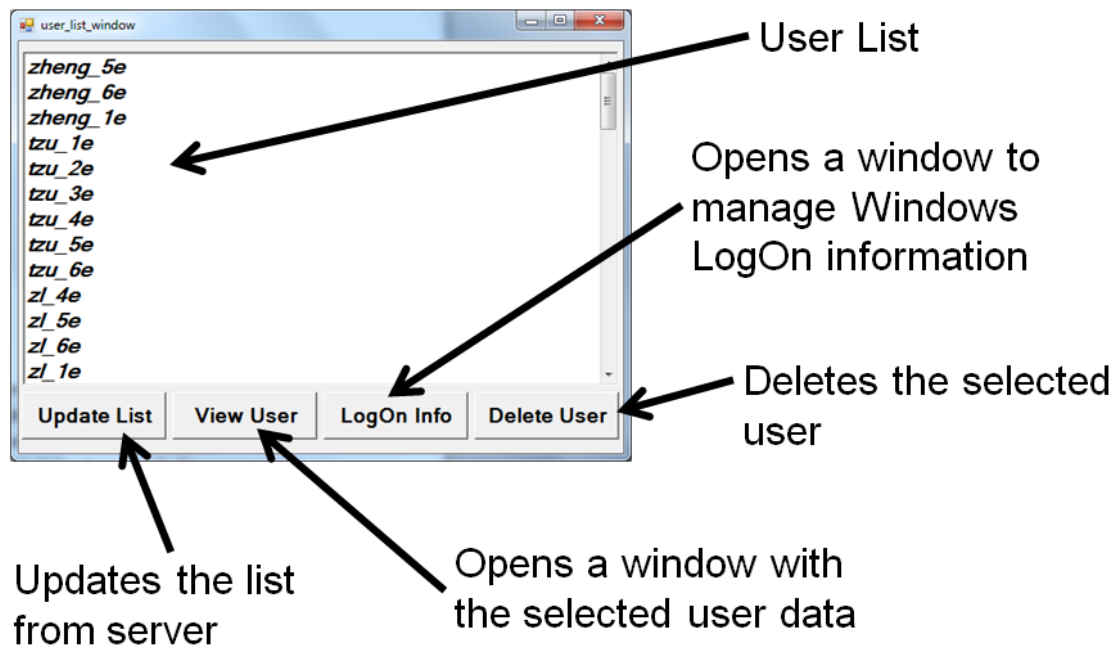 user_list_window
zheng_5e
zheng_6e
zheng_1e
tzu_1e
tzu_2e
tzu_3e
tzu_4e
tzu_5e
tzu_6e
zl_4e
zl_5e
zl_6e
zl_1e
Update List
View User
LogOn Info
Delete User
User List
Opens a window to
manage Windows
LogOn information
Deletes the selected
user
Updates the list
from server
Opens a window with
the selected user data